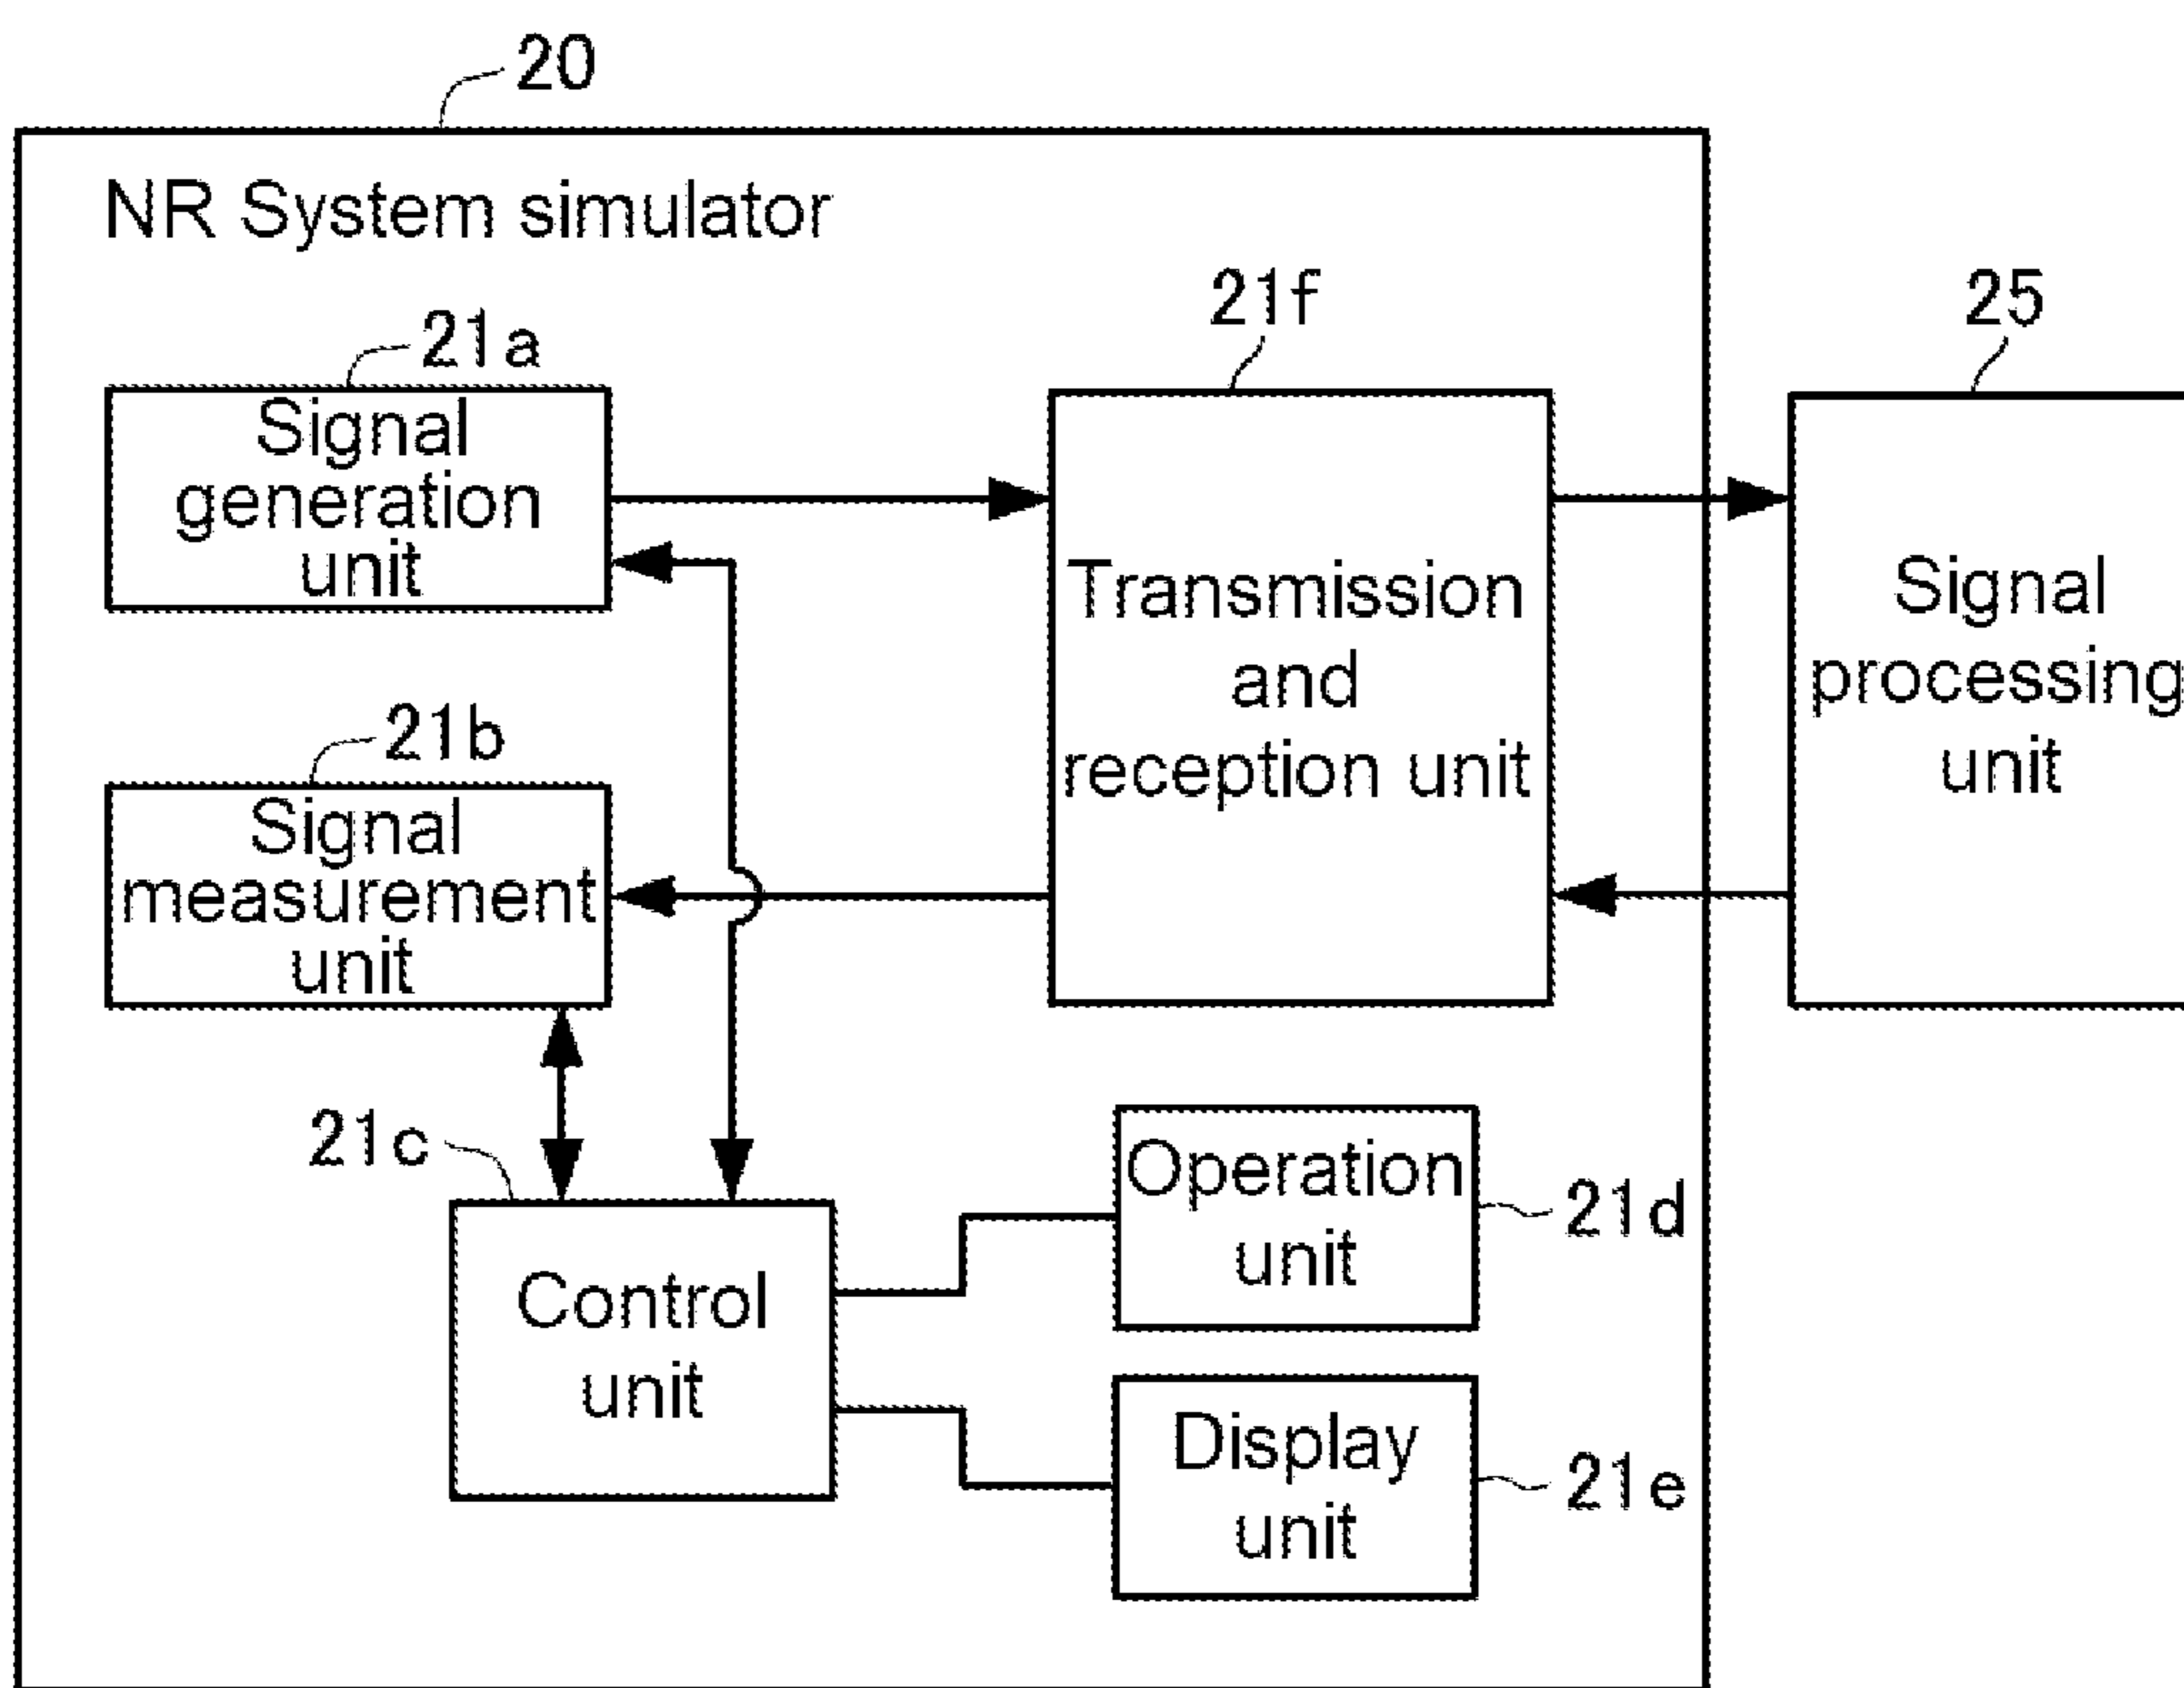 20
NR System simulator
21a
Signal
generation
unit
21f
Transmission
and
reception unit
25
Signal
processing
unit
21b
Signal
measurement
unit
21c
Control
unit
Operation
unit
21d
Display
unit
21e